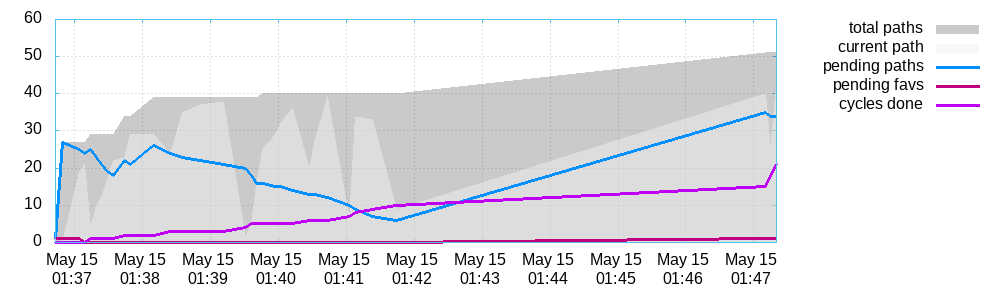 60
50
40
30
20
10
0
May 15 May 15 May 15 May 15 May 15 May 15 May 15 May 15 May 15 May 15 May 15
01:37 01:38 01:39 01:40 01:41 01:42 01:43 01:44 01:45 01:46 01:47
total paths
current path
pending paths
pending favs
cycles done